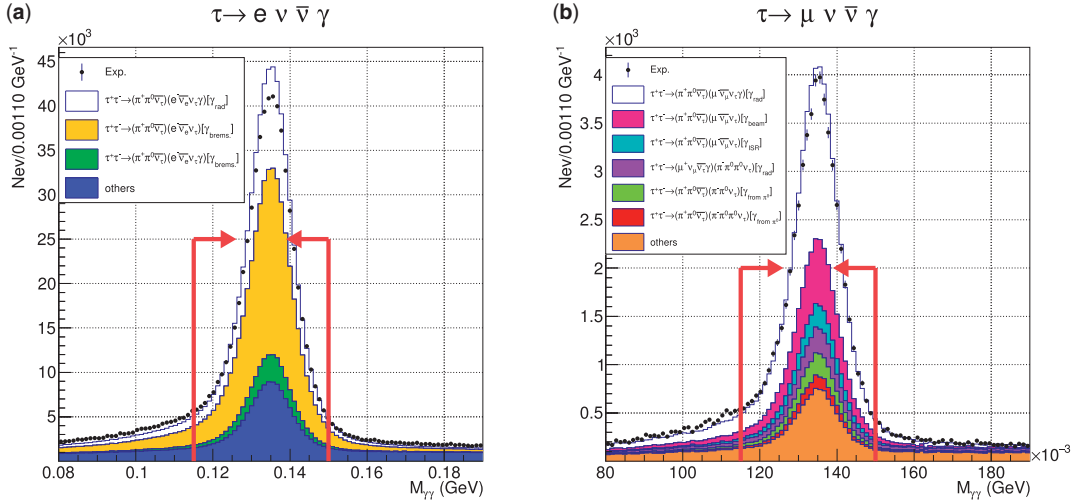 (a) τ→ e ν ν̅ γ
×10³
Nev/0.00110 GeV⁻¹
45
40
35
30
25
20
15
10
5
Exp.
τ⁺τ⁻→(π⁺π⁰ν̅τ)(e⁻ν̅eντγ)[γrad]
τ⁺τ⁻→(π⁺π⁰ν̅τ)(e⁻ν̅eντ)[γbrems.]
τ⁺τ⁻→(π⁺π⁰ν̅τ)(e⁻ν̅eντγ)[γbrems.]
others
0.08 0.1 0.12 0.14 0.16 0.18
Mγγ (GeV)
(b) τ→ μ ν ν̅ γ
×10³
Nev/0.00110 GeV⁻¹
4
3.5
3
2.5
2
1.5
1
0.5
Exp.
τ⁺τ⁻→(π⁺π⁰ν̅τ)(μ⁻ν̅μντγ)[γrad]
τ⁺τ⁻→(π⁺π⁰ν̅τ)(μ⁻ν̅μντ)[γbeam]
τ⁺τ⁻→(π⁺π⁰ν̅τ)(μ⁻ν̅μντ)[γISR]
τ⁺τ⁻→(μ⁺νμν̅τγ)(π⁻π⁰π⁰ντ)[γrad]
τ⁺τ⁻→(π⁺π⁰ν̅τ)(π⁻π⁰ντ)[γfrom π⁰]
τ⁺τ⁻→(π⁺π⁰ν̅τ)(π⁻π⁰π⁰ντ)[γfrom π⁰]
others
80 100 120 140 160 180 ×10⁻³
Mγγ (GeV)